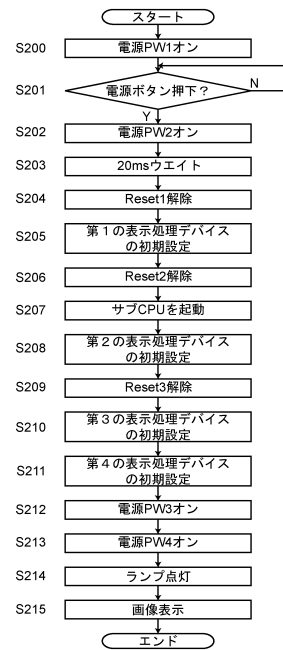 スタート
S200
電源PW1オン
S201
電源ボタン押下？
N
Y
S202
電源PW2オン
S203
20msウエイト
S204
Reset1解除
S205
第１の表示処理デバイス
の初期設定
S206
Reset2解除
S207
サブCPUを起動
S208
第２の表示処理デバイス
の初期設定
S209
Reset3解除
S210
第３の表示処理デバイス
の初期設定
S211
第４の表示処理デバイス
の初期設定
S212
電源PW3オン
S213
電源PW4オン
S214
ランプ点灯
S215
画像表示
エンド